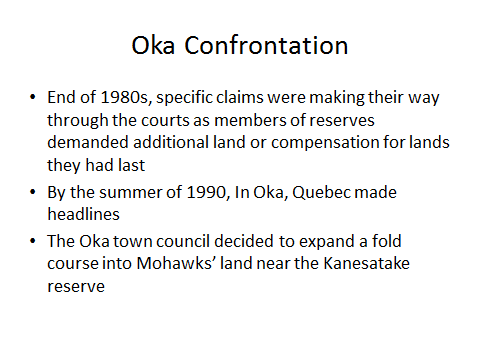 Oka Confrontation
• End of 1980s, specific claims were making their way
through the courts as members of reserves
demanded additional land or compensation for lands
they had last
• By the summer of 1990, In Oka, Quebec made
headlines
• The Oka town council decided to expand a fold
course into Mohawks’ land near the Kanesatake
reserve